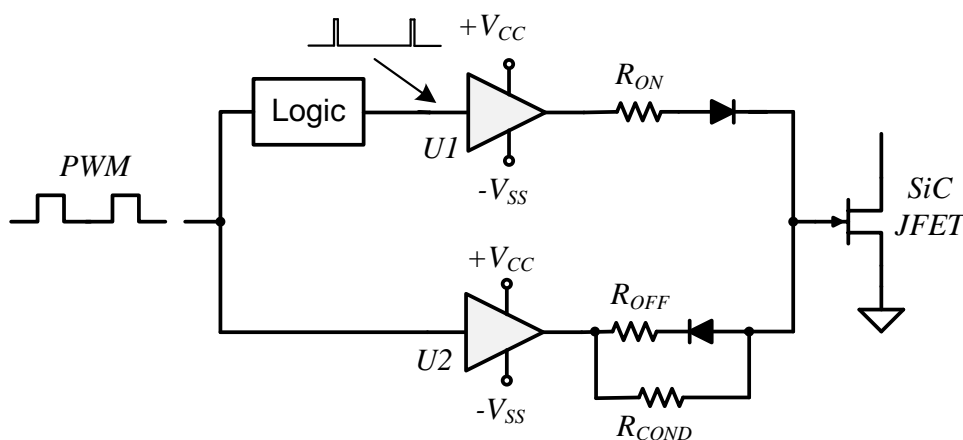 +V_CC
R_ON
Logic
U1
PWM
-V_SS
SiC
JFET
+V_CC
R_OFF
U2
-V_SS
R_COND